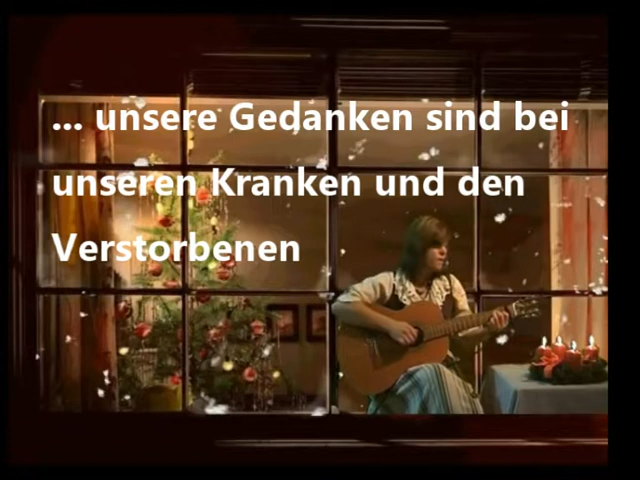 ... unsere Gedanken sind bei
unseren Kranken und den
Verstorbenen